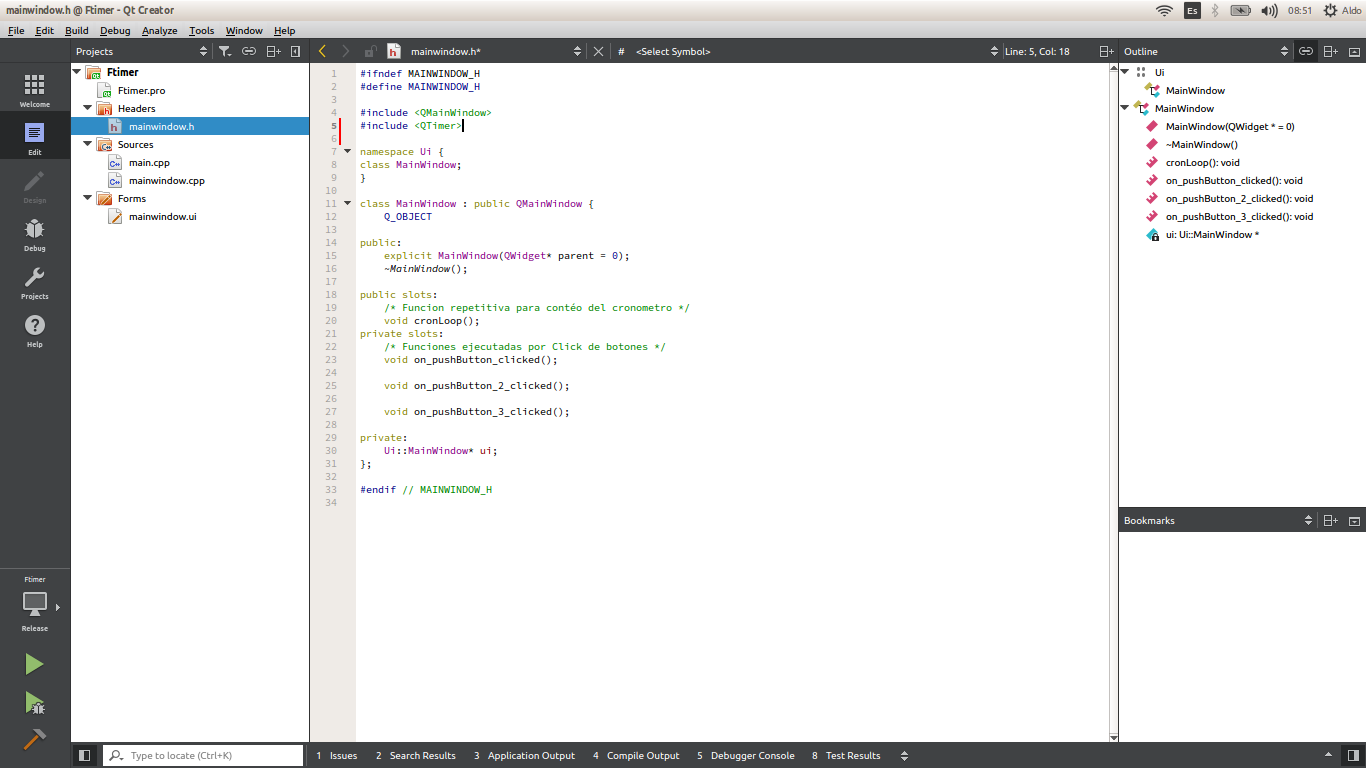 mainwindow.h @ Ftimer - Qt Creator
Es
08:51
Aldo
File Edit Build Debug Analyze Tools Window Help
Projects
mainwindow.h*
# <Select Symbol>
Line: 5, Col: 18
Outline
Welcome
Edit
Design
Debug
Projects
Help
Ftimer
Release
Ftimer
Ftimer.pro
Headers
mainwindow.h
Sources
main.cpp
mainwindow.cpp
Forms
mainwindow.ui
1 #ifndef MAINWINDOW_H
2 #define MAINWINDOW_H
3
4 #include <QMainWindow>
5 #include <QTimer>
6
7 namespace Ui {
8 class MainWindow;
9 }
10
11 class MainWindow : public QMainWindow {
12 Q_OBJECT
13
14 public:
15 explicit MainWindow(QWidget* parent = 0);
16 ~MainWindow();
17
18 public slots:
19 /* Funcion repetitiva para contéo del cronometro */
20 void cronLoop();
21 private slots:
22 /* Funciones ejecutadas por Click de botones */
23 void on_pushButton_clicked();
24
25 void on_pushButton_2_clicked();
26
27 void on_pushButton_3_clicked();
28
29 private:
30 Ui::MainWindow* ui;
31 };
32
33 #endif // MAINWINDOW_H
34
Ui
MainWindow
MainWindow
MainWindow(QWidget * = 0)
~MainWindow()
cronLoop(): void
on_pushButton_clicked(): void
on_pushButton_2_clicked(): void
on_pushButton_3_clicked(): void
ui: Ui::MainWindow *
Bookmarks
Type to locate (Ctrl+K)
1 Issues
2 Search Results
3 Application Output
4 Compile Output
5 Debugger Console
8 Test Results